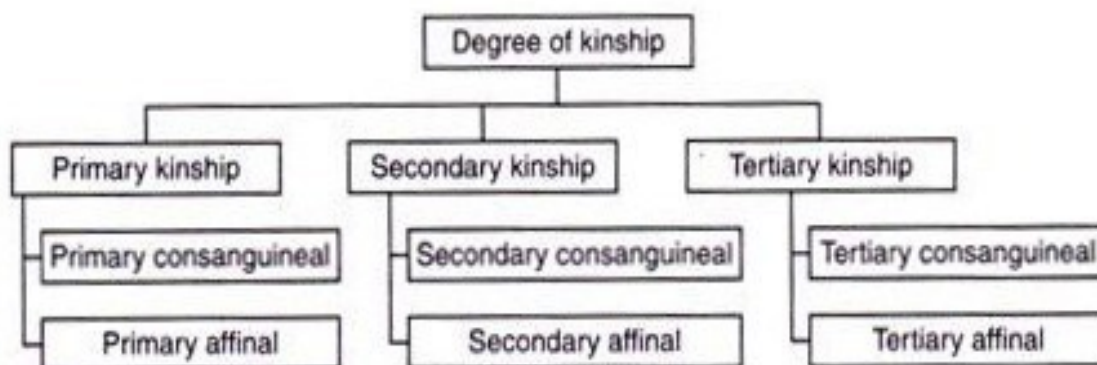 Degree of kinship
Primary kinship
Secondary kinship
Tertiary kinship
Primary consanguineal
Secondary consanguineal
Tertiary consanguineal
Primary affinal
Secondary affinal
Tertiary affinal